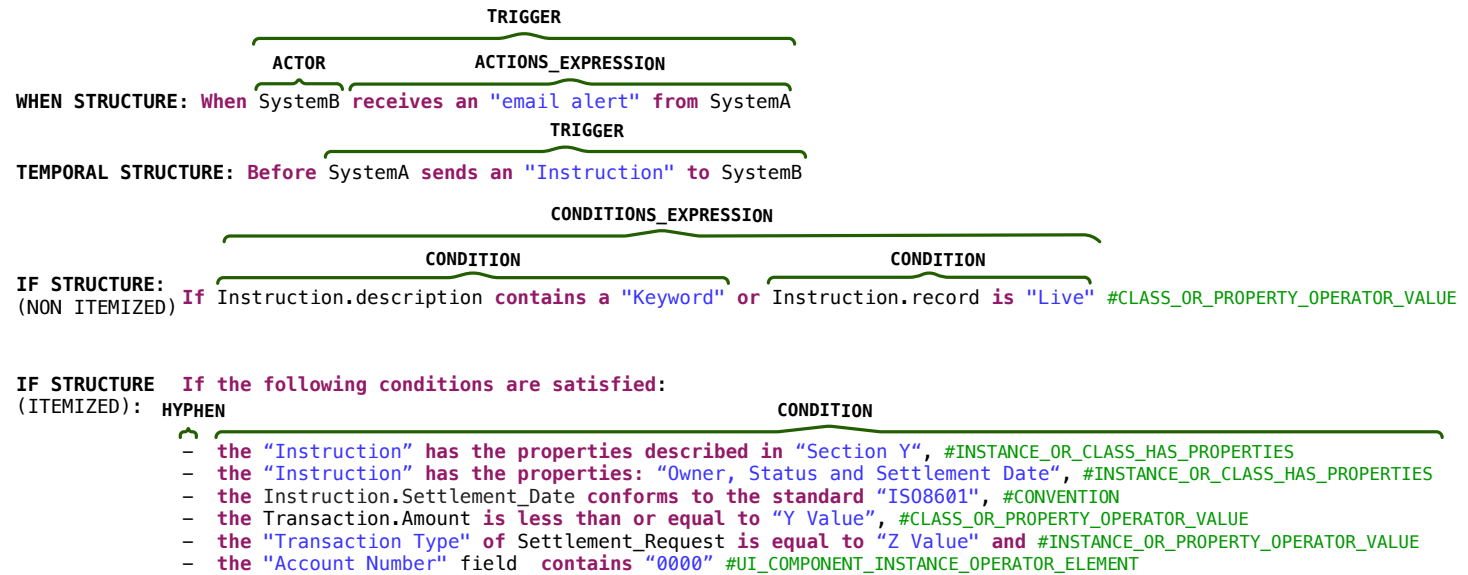 TRIGGER
ACTOR ACTIONS_EXPRESSION
WHEN STRUCTURE: When SystemB receives an "email alert" from SystemA
TRIGGER
TEMPORAL STRUCTURE: Before SystemA sends an "Instruction" to SystemB
CONDITIONS_EXPRESSION
CONDITION CONDITION
IF STRUCTURE:
(NON ITEMIZED) If Instruction.description contains a "Keyword" or Instruction.record is "Live" #CLASS_OR_PROPERTY_OPERATOR_VALUE
IF STRUCTURE If the following conditions are satisfied:
(ITEMIZED): HYPHEN CONDITION
– the “Instruction” has the properties described in “Section Y“, #INSTANCE_OR_CLASS_HAS_PROPERTIES
– the “Instruction” has the properties: “Owner, Status and Settlement Date“, #INSTANCE_OR_CLASS_HAS_PROPERTIES
– the Instruction.Settlement_Date conforms to the standard “ISO8601", #CONVENTION
– the Transaction.Amount is less than or equal to “Y Value”, #CLASS_OR_PROPERTY_OPERATOR_VALUE
– the "Transaction Type" of Settlement_Request is equal to “Z Value" and #INSTANCE_OR_PROPERTY_OPERATOR_VALUE
– the "Account Number" field contains “0000” #UI_COMPONENT_INSTANCE_OPERATOR_ELEMENT